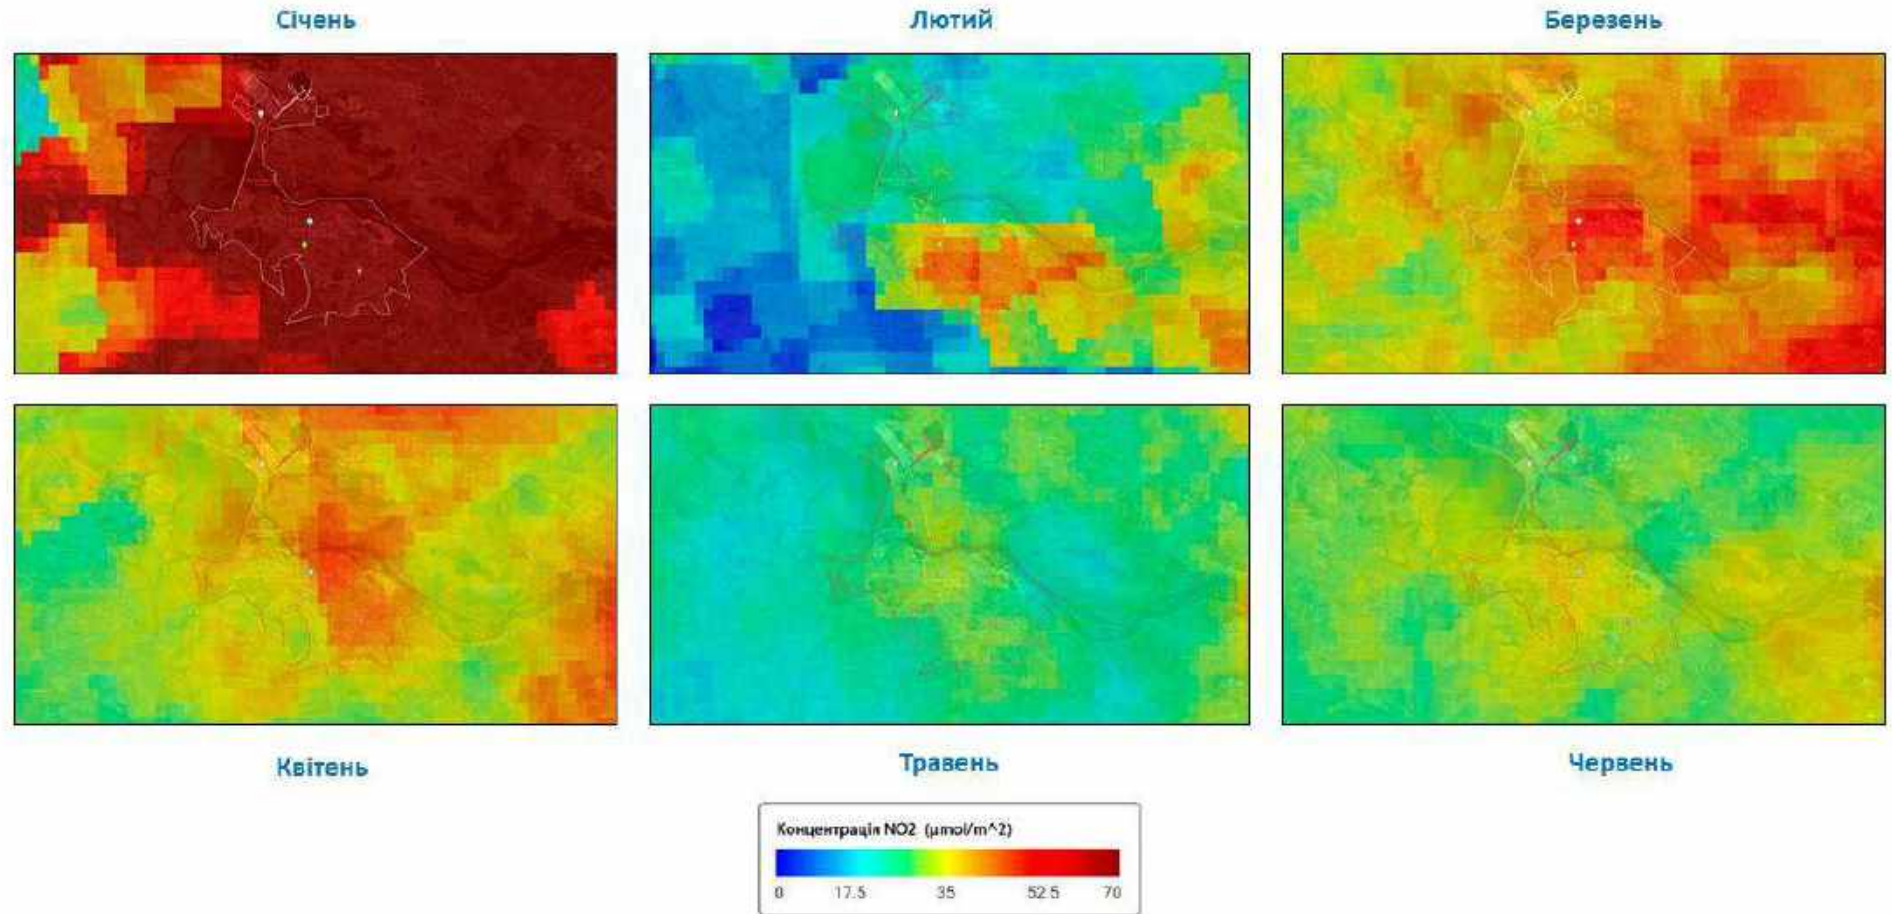 Січень
Лютий
Березень
Квітень
Травень
Червень
Концентрація NO2 (µmol/m^2)
0 17.5 35 52.5 70